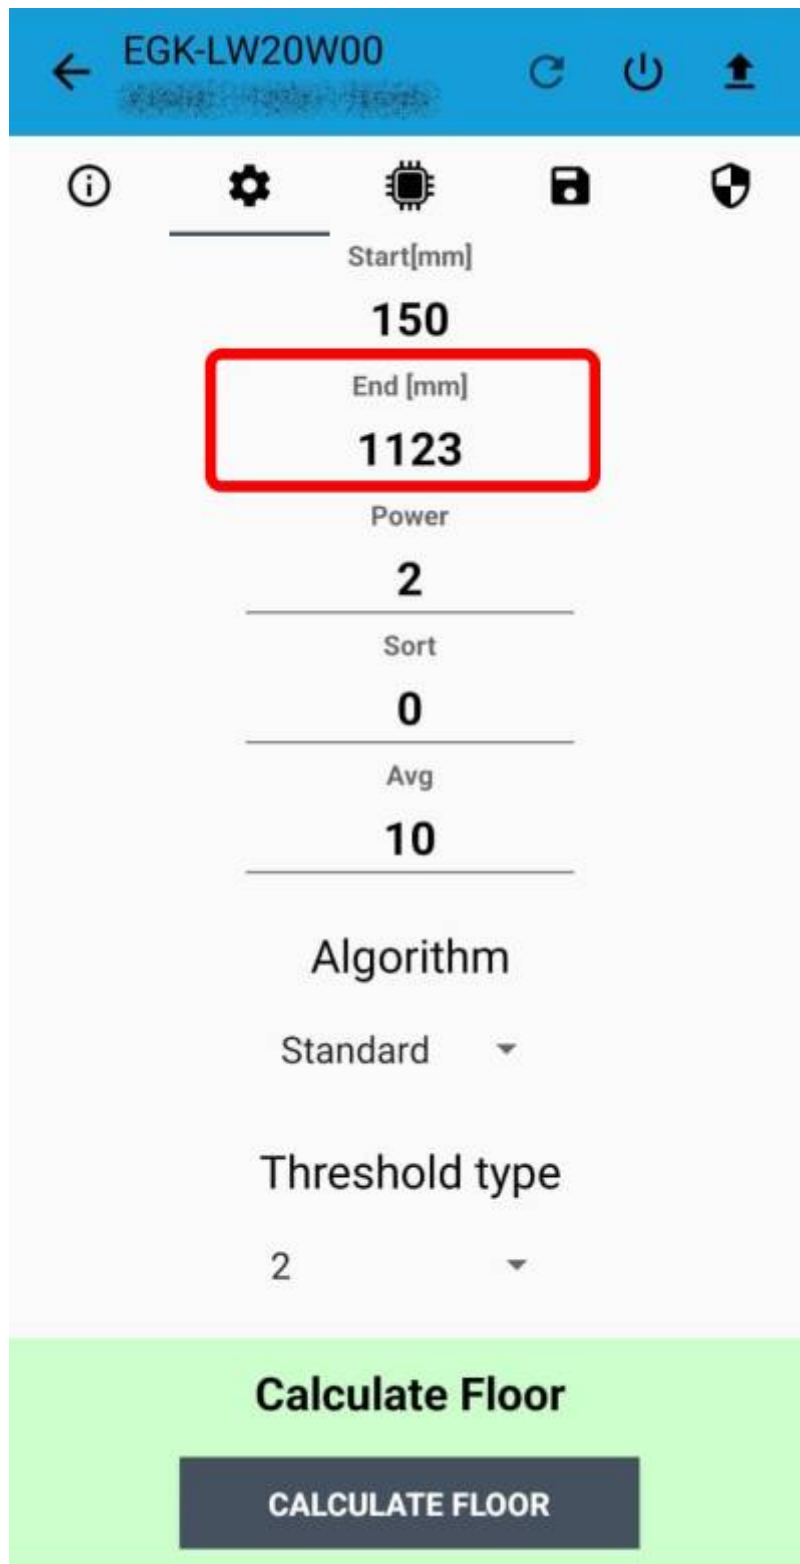 EGK-LW20W00
Start[mm]
150
End [mm]
1123
Power
2
Sort
0
Avg
10
Algorithm
Standard
Threshold type
2
Calculate Floor
CALCULATE FLOOR